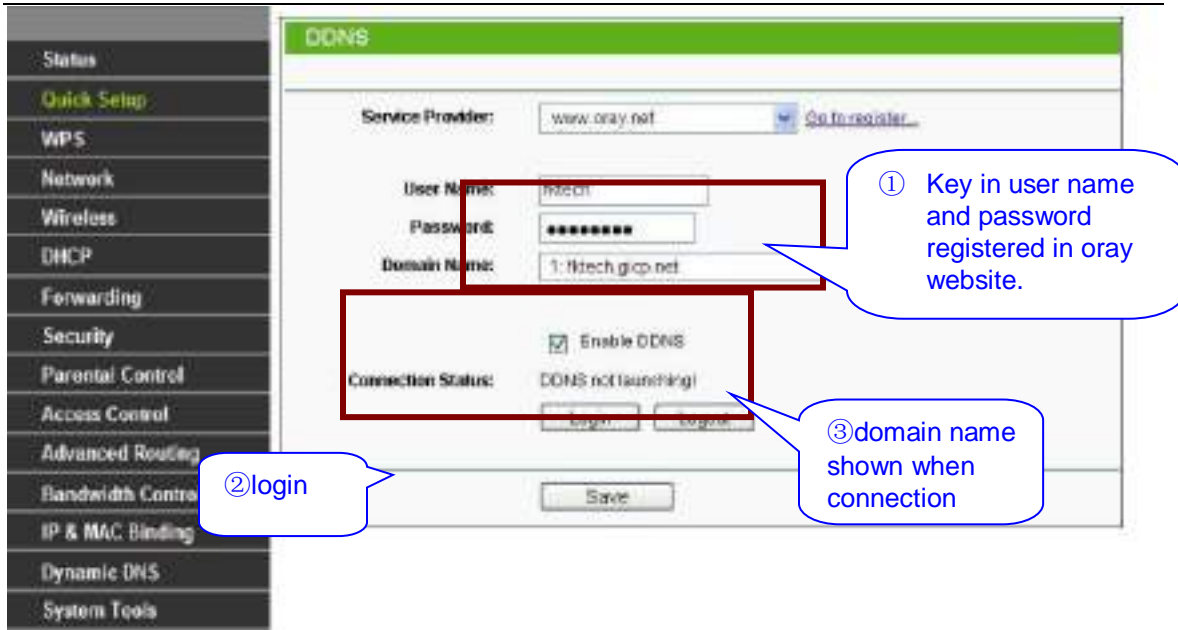 DDNS
Status
Quick Setup
WPS
Network
Wireless
DHCP
Forwarding
Security
Parental Control
Access Control
Advanced Routing
Bandwidth Contro
IP & MAC Binding
Dynamic DNS
System Tools
Service Provider: www.oray.net Go to register...
User Name: fktech
Password: ●●●●●●●●●
Domain Name: 1: fktech.gicp.net
Enable DDNS
Connection Status: DDNS not launching!
Login Logout
Save
① Key in user name
and password
registered in oray
website.
②login
③domain name
shown when
connection